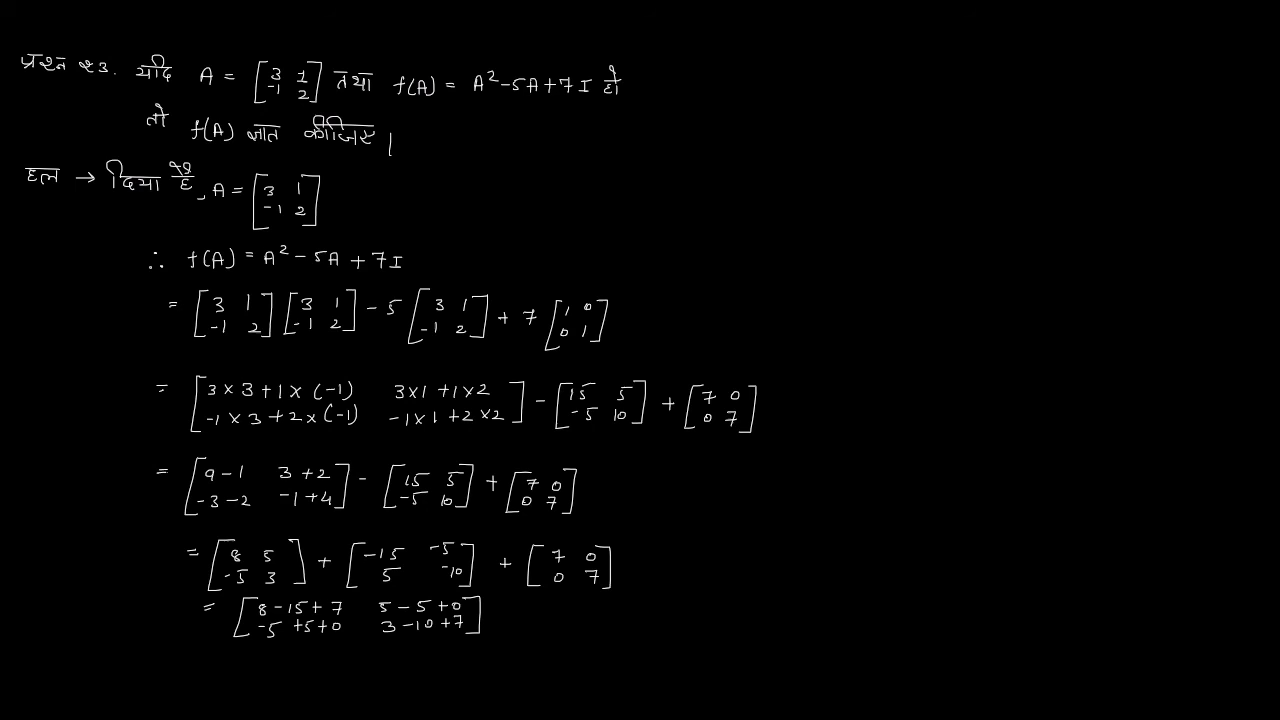 प्रश्न २३. यदि A = [3 1 -1 2] तथा f(A) = A² - 5A + 7I है
तो f(A) ज्ञात कीजिए।
हल → दिया है, A = [3 1 -1 2]
∴ f(A) = A² - 5A + 7I
= [3 1 -1 2] [3 1 -1 2] - 5 [3 1 -1 2] + 7 [1 0 0 1]
= [3×3+1×(-1) 3×1+1×2 -1×3+2×(-1) -1×1+2×2] - [15 5 -5 10] + [7 0 0 7]
= [9-1 3+2 -3-2 -1+4] - [15 5 -5 10] + [7 0 0 7]
= [8 5 -5 3] + [-15 -5 5 -10] + [7 0 0 7]
= [8-15+7 5-5+0 -5+5+0 3-10+7]